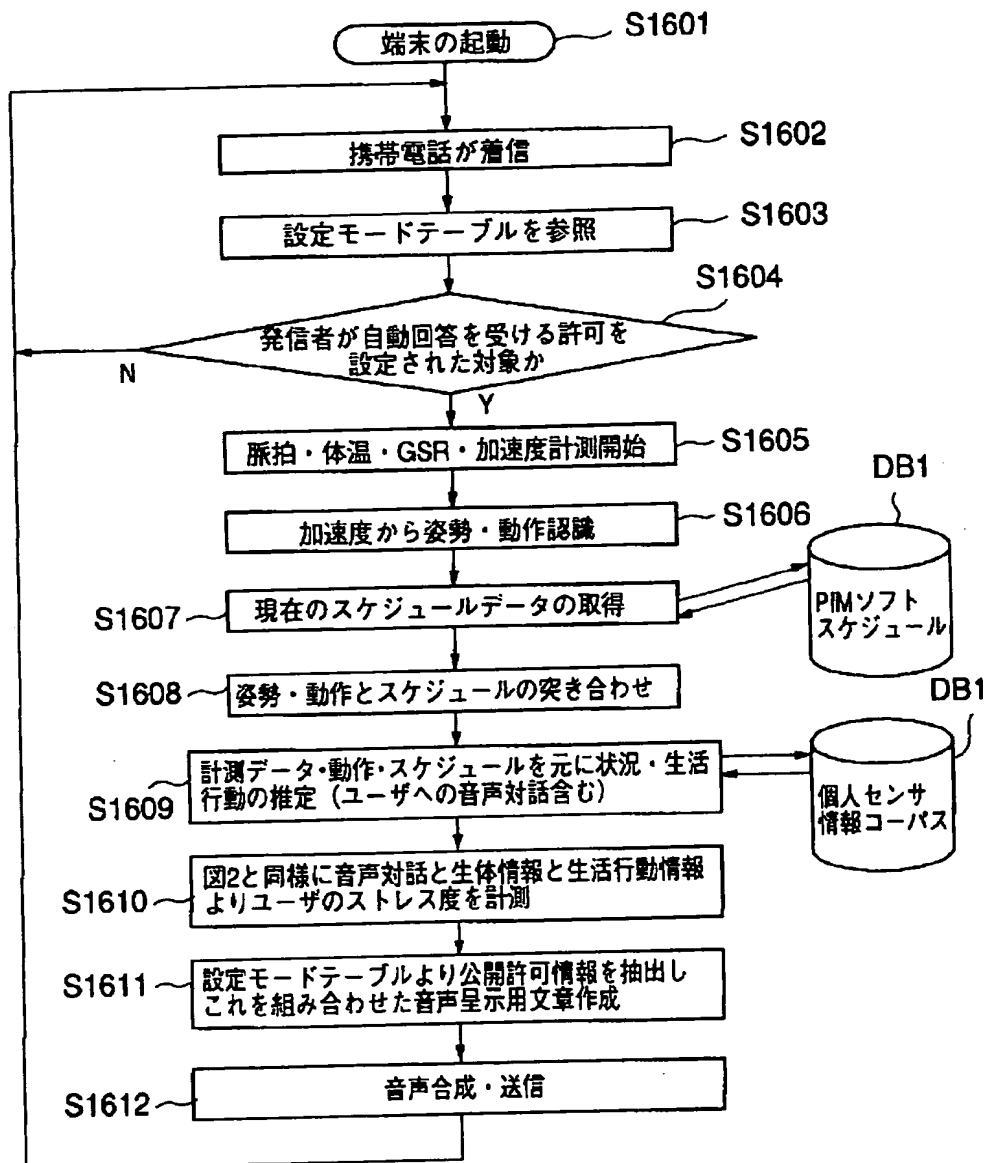 端末の起動
S1601
携帯電話が着信
S1602
設定モードテーブルを参照
S1603
S1604
発信者が自動回答を受ける許可を
設定された対象か
N
Y
脈拍・体温・GSR・加速度計測開始
S1605
加速度から姿勢・動作認識
S1606
DB1
S1607
現在のスケジュールデータの取得
PIMソフト
スケジュール
S1608
姿勢・動作とスケジュールの突き合わせ
DB1
S1609
計測データ・動作・スケジュールを元に状況・生活
行動の推定（ユーザへの音声対話含む）
個人センサ
情報コーパス
S1610
図2と同様に音声対話と生体情報と生活行動情報
よりユーザのストレス度を計測
S1611
設定モードテーブルより公開許可情報を抽出し
これを組み合わせた音声呈示用文章作成
S1612
音声合成・送信